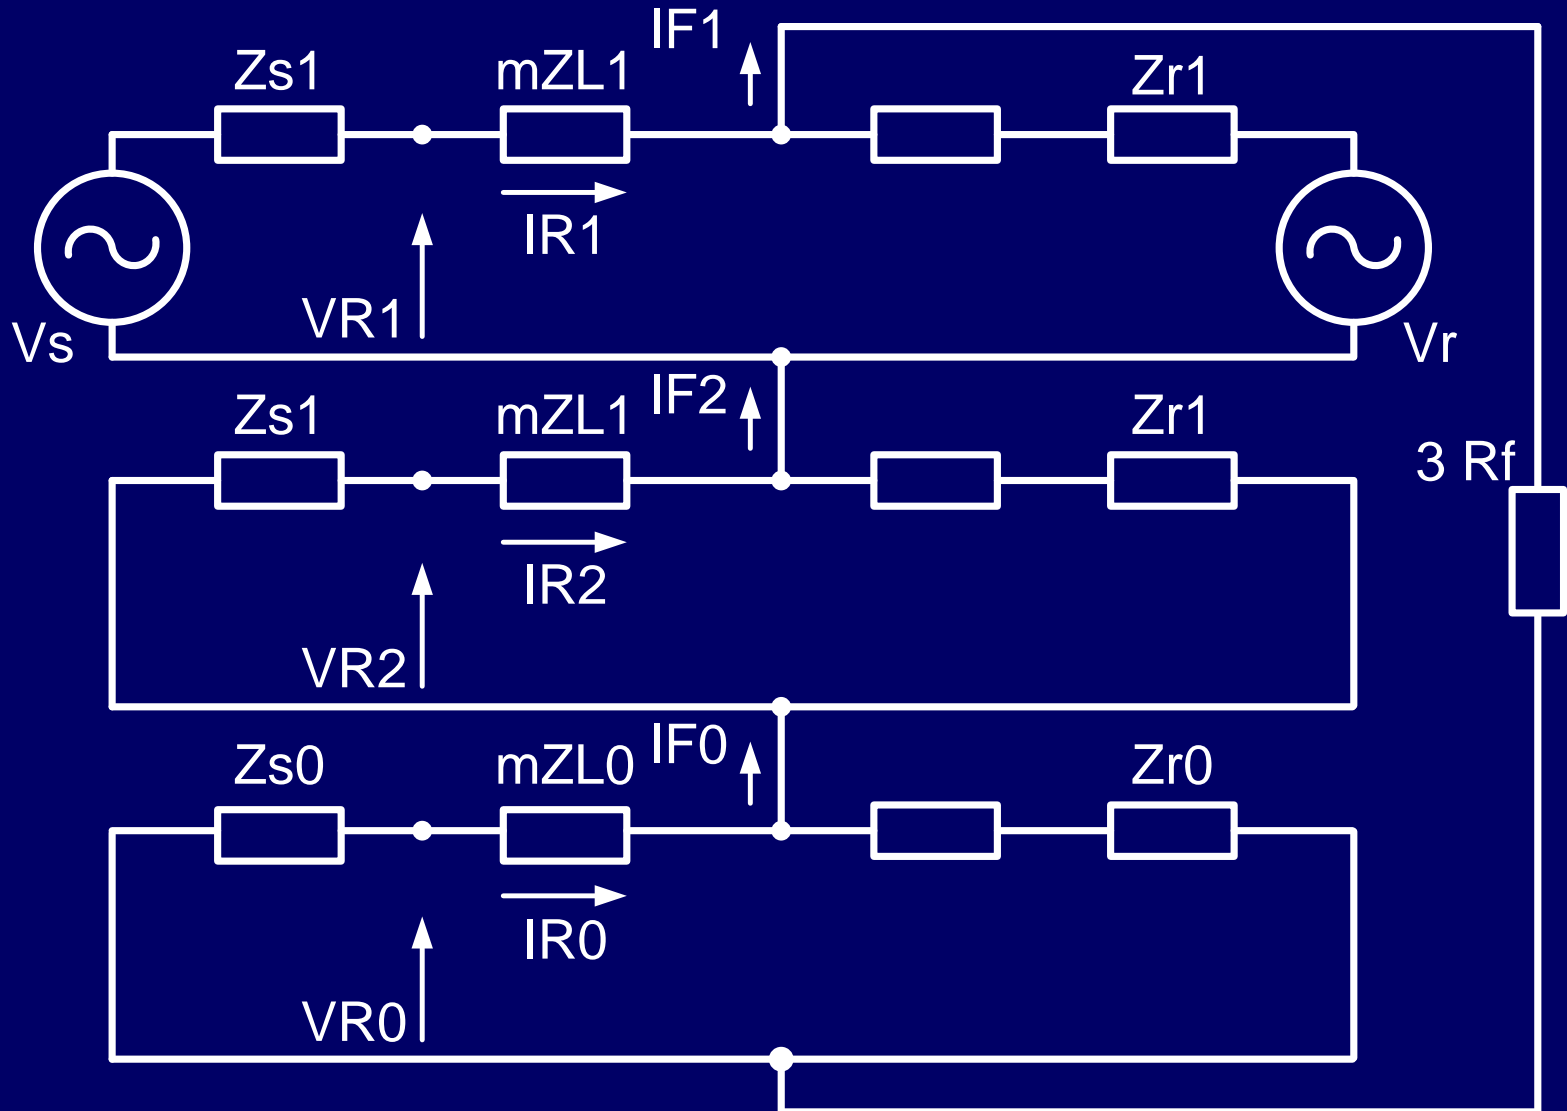 IF1
Zs1 mZL1 Zr1
IR1
VR1
Vs Vr
IF2
Zs1 mZL1 Zr1
3 Rf
IR2
VR2
IF0
Zs0 mZL0 Zr0
IR0
VR0